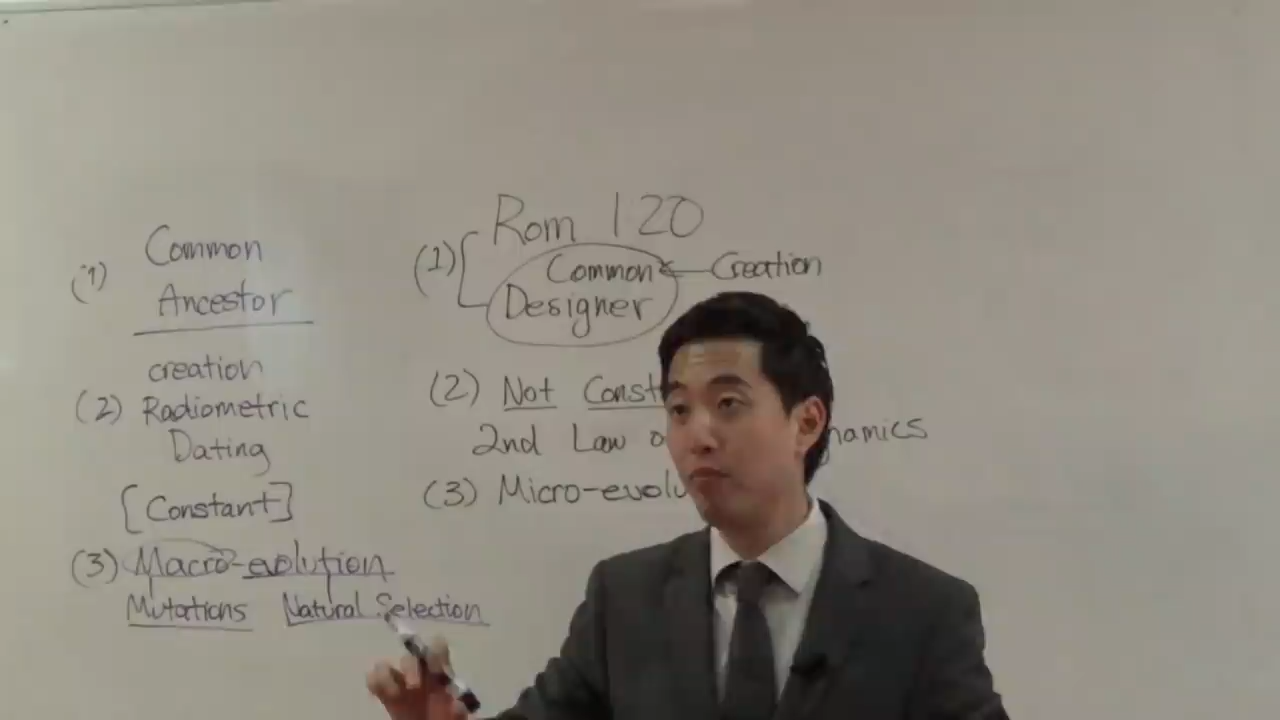 (1) Common
Ancestor
creation
(2) Radiometric
Dating
[Constant]
(3) Macro-evolution
Mutations Natural Selection
Rom 1:20
(1) Common Creation
Designer
(2) Not Const
2nd Law o namics
(3) Micro-evolu